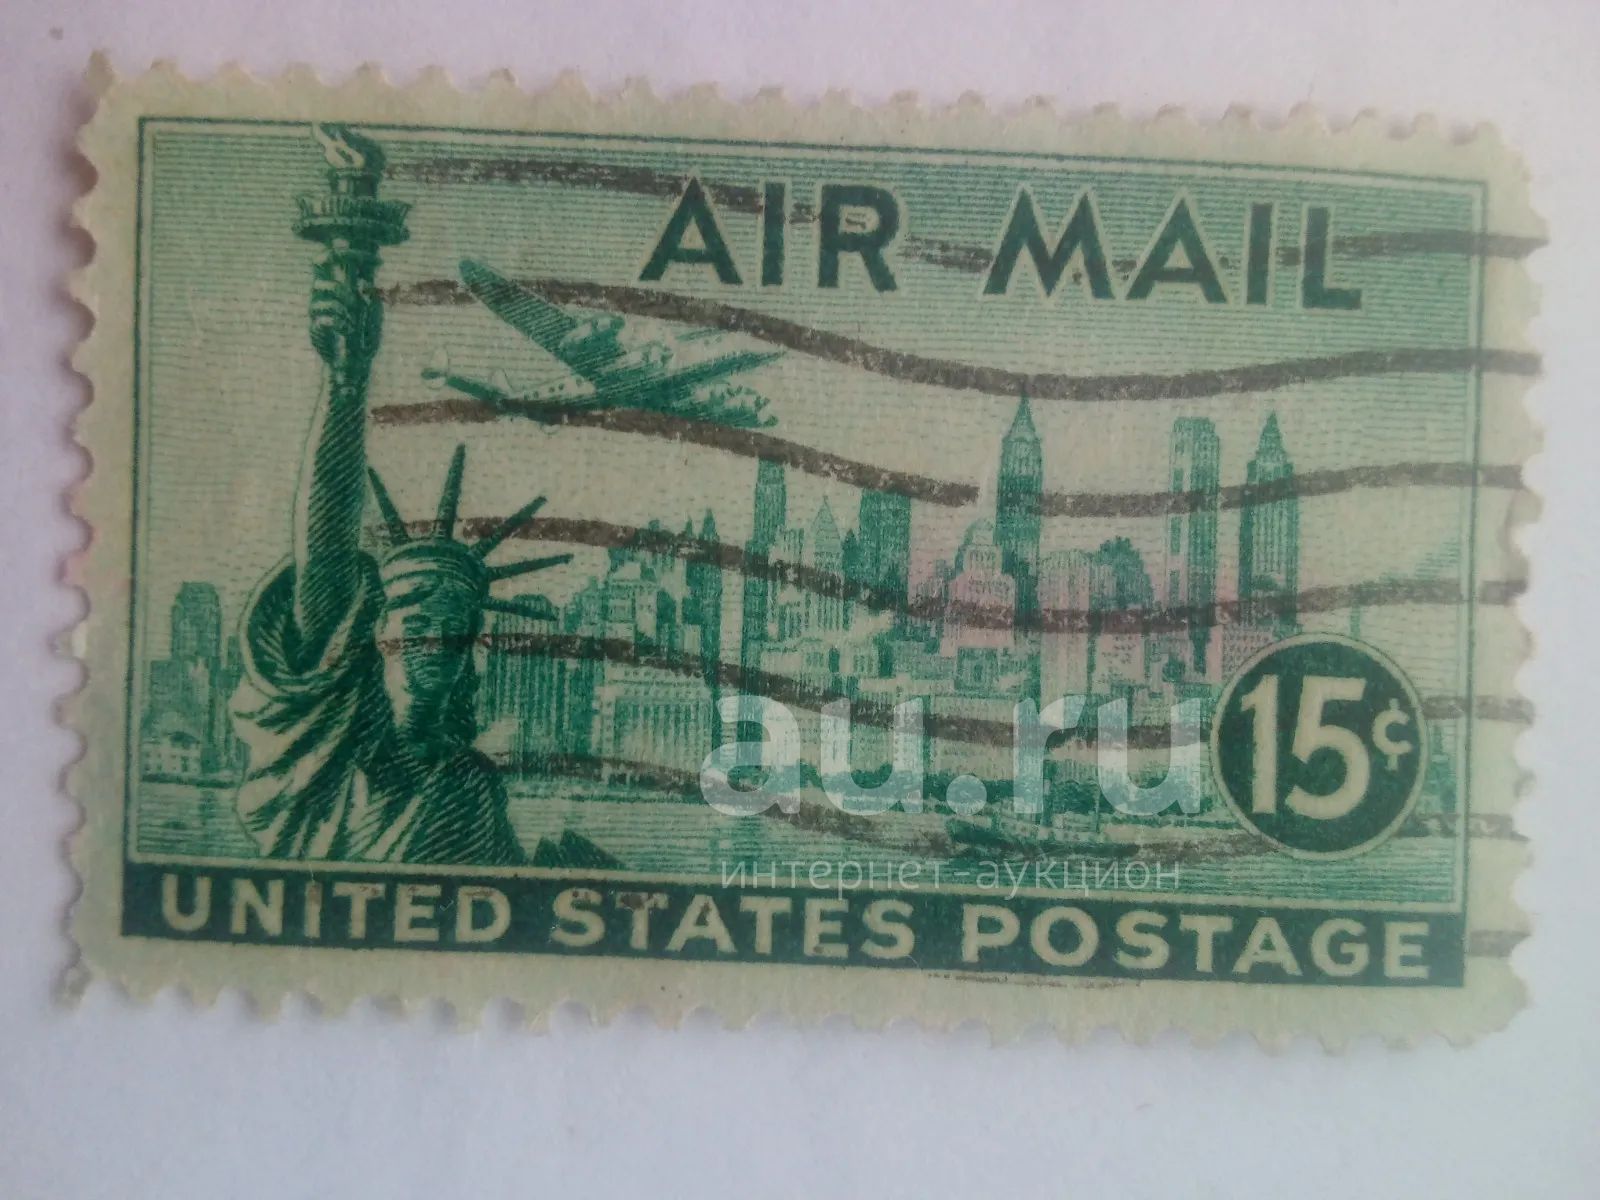 AIR MAIL
15¢
au.ru
интернет-аукцион
UNITED STATES POSTAGE